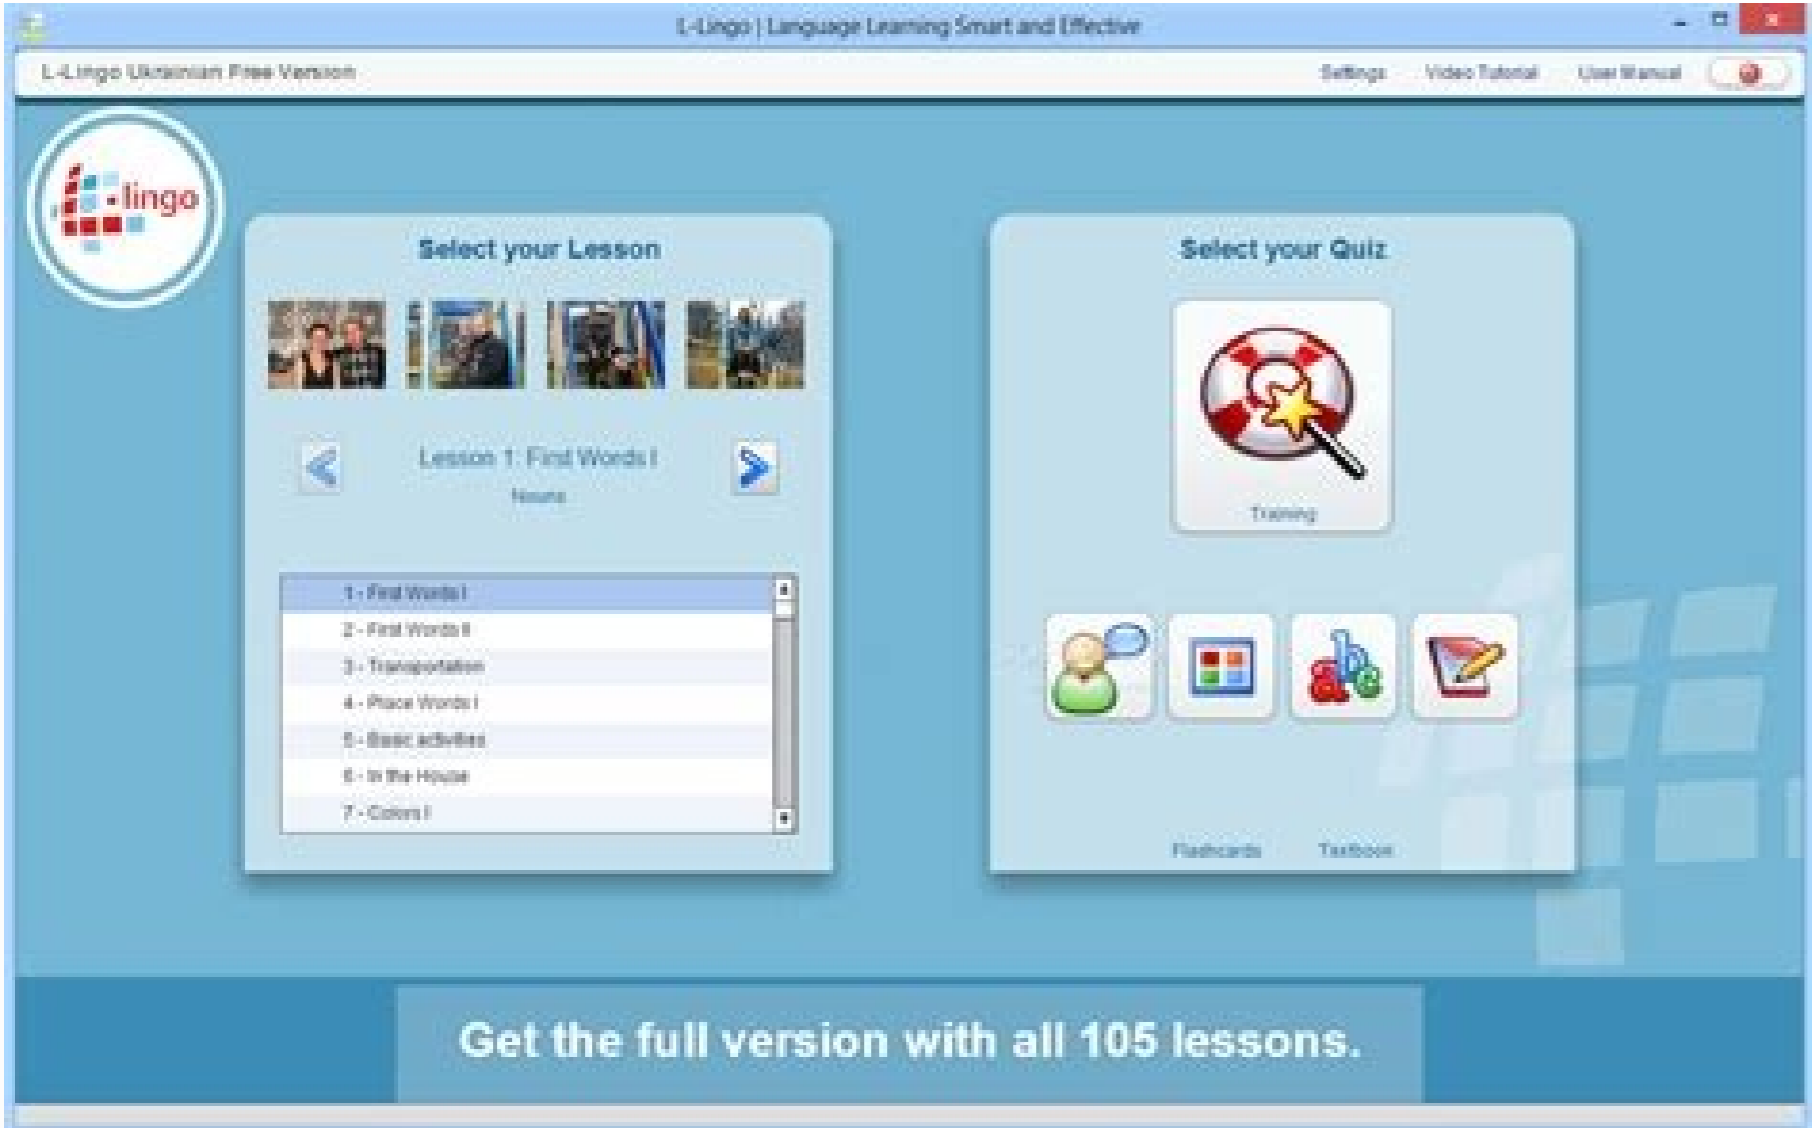 L-Lingo | Language Learning Smart and Effective
L-Lingo Ukrainian Free Version
Settings
Video Tutorial
User Manual
L-lingo
Select your Lesson
Lesson 1: First Words I
Nouns
1 - First Words I
2 - First Words II
3 - Transportation
4 - Place Words I
5 - Basic activities
6 - In the House
7 - Colors I
Select your Quiz
Training
abc
Flashcards
Textbook
Get the full version with all 105 lessons.